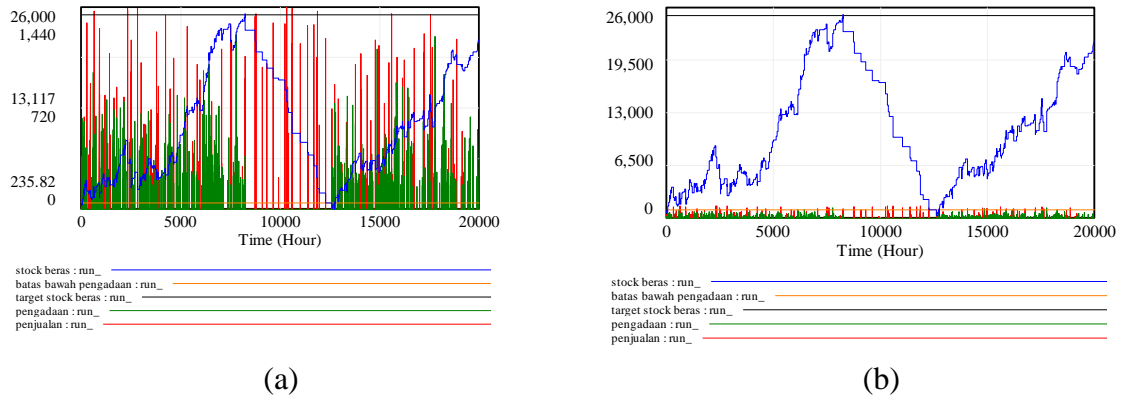 26,000
1,440
13,117
720
235.82
0
0 5000 10000 15000 20000
Time (Hour)
stock beras : run_
batas bawah pengadaan : run_
target stock beras : run_
pengadaan : run_
penjualan : run_
(a)
26,000
19,500
13,000
6,500
0
0 5000 10000 15000 20000
Time (Hour)
stock beras : run_
batas bawah pengadaan : run_
target stock beras : run_
pengadaan : run_
penjualan : run_
(b)